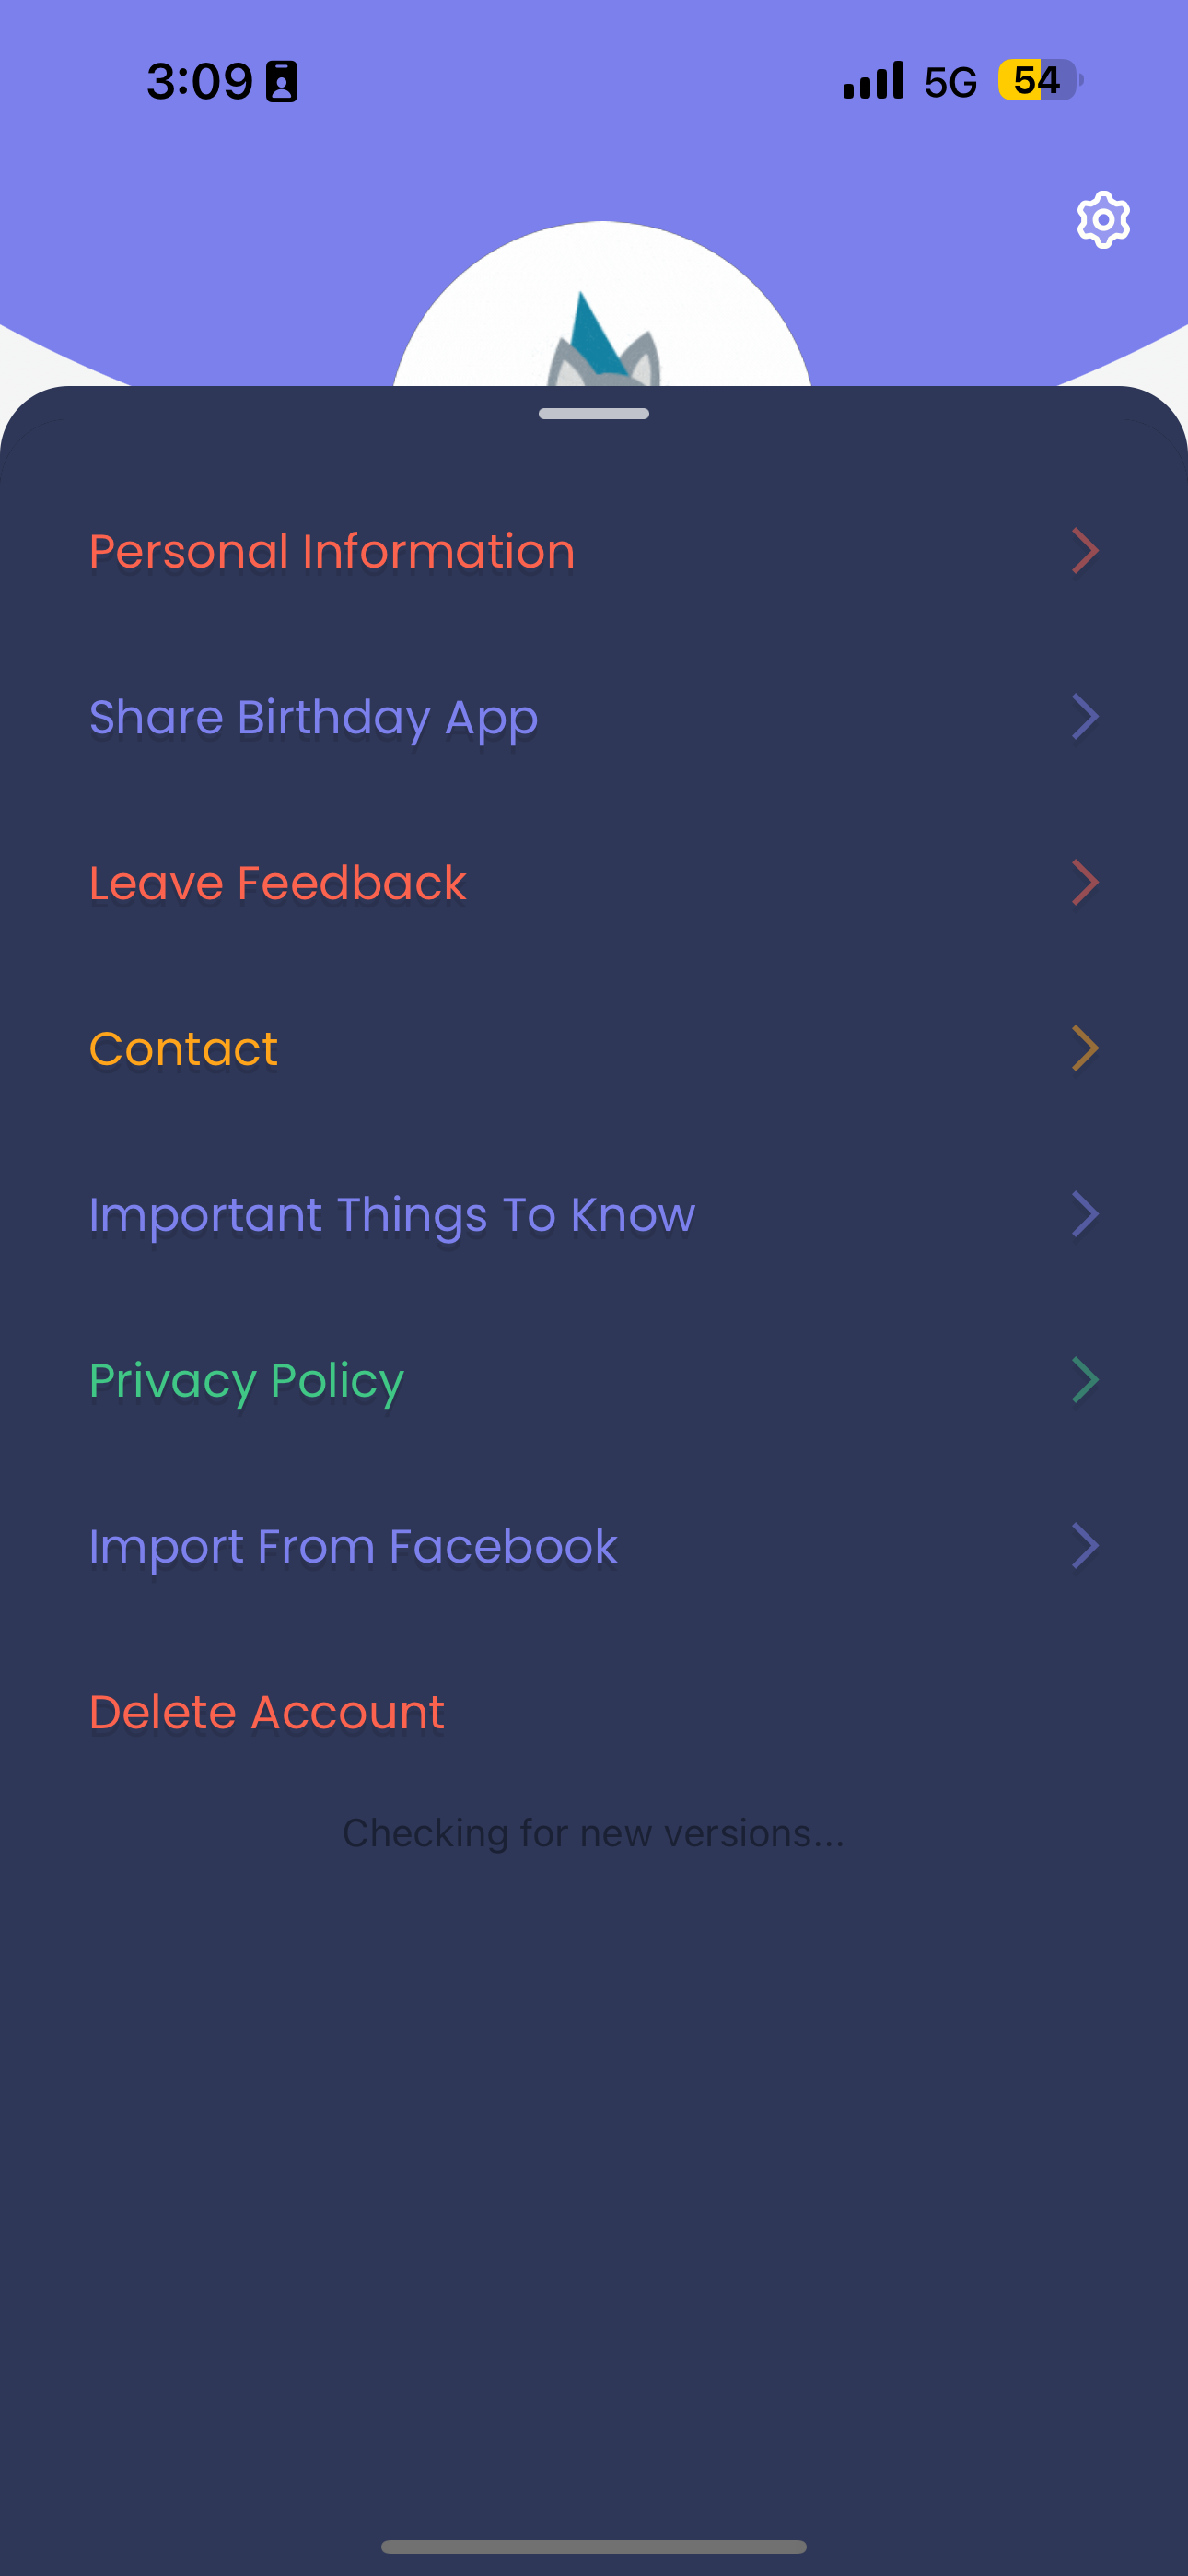 3:09
5G
54
Personal Information
Share Birthday App
Leave Feedback
Contact
Important Things To Know
Privacy Policy
Import From Facebook
Delete Account
Checking for new versions...